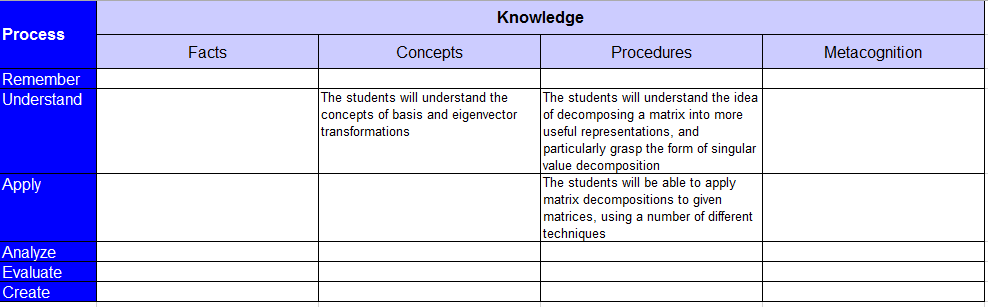 Process
Knowledge
Facts
Concepts
Procedures
Metacognition
Remember
Understand
The students will understand the
concepts of basis and eigenvector
transformations
The students will understand the idea
of decomposing a matrix into more
useful representations, and
particularly grasp the form of singular
value decomposition
Apply
The students will be able to apply
matrix decompositions to given
matrices, using a number of different
techniques
Analyze
Evaluate
Create